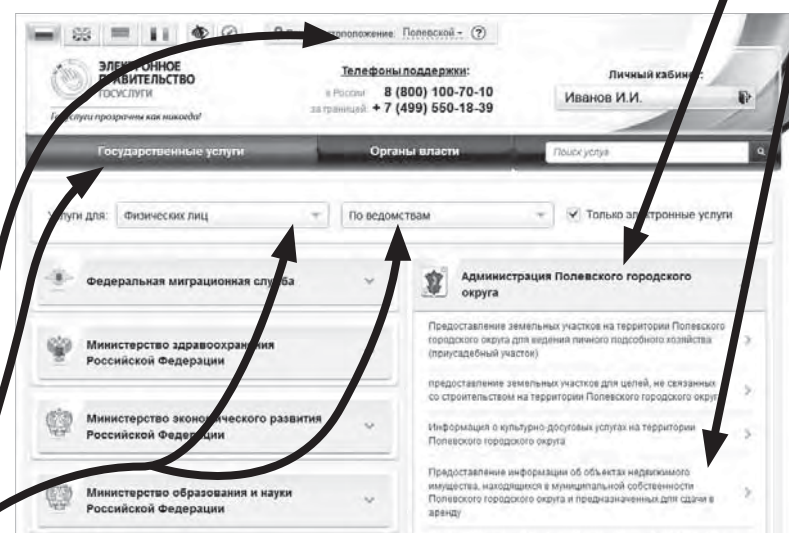 местоположение: Полевской
ЭЛЕКТРОННОЕ
ПРАВИТЕЛЬСТВО
ГОСУСЛУГИ
Госуслуги прозрачны как никогда!
Телефоны поддержки:
в России 8 (800) 100-70-10
за границей + 7 (499) 550-18-39
Личный кабинет:
Иванов И.И.
Государственные услуги
Органы власти
Поиск услуг
Услуги для: Физических лиц
По ведомствам
Только электронные услуги
Федеральная миграционная служба
Министерство здравоохранения
Российской Федерации
Министерство экономического развития
Российской Федерации
Министерство образования и науки
Российской Федерации
Администрация Полевского городского
округа
Предоставление земельных участков на территории Полевского
городского округа для ведения личного подсобного хозяйства
(приусадебный участок)
предоставление земельных участков для целей, не связанных
со строительством на территории Полевского городского округа
Информация о культурно-досуговых услугах на территории
Полевского городского округа
Предоставление информации об объектах недвижимого
имущества, находящихся в муниципальной собственности
Полевского городского округа и предназначенных для сдачи в
аренду